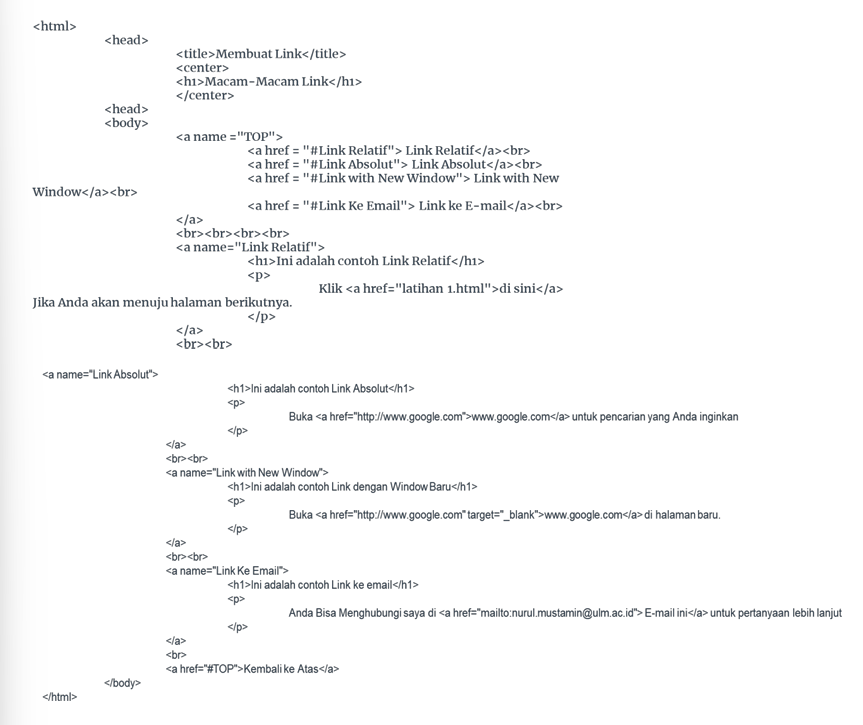 <html>
<head>
<title>Membuat Link</title>
<center>
<h1>Macam-Macam Link</h1>
</center>
<head>
<body>
<a name ="TOP">
<a href = "#Link Relatif"> Link Relatif</a><br>
<a href = "#Link Absolut"> Link Absolut</a><br>
<a href = "#Link with New Window"> Link with New
Window</a><br>
<a href = "#Link Ke Email"> Link ke E-mail</a><br>
</a>
<br><br><br><br>
<a name="Link Relatif">
<h1>Ini adalah contoh Link Relatif</h1>
<p>
Klik <a href="latihan 1.html">di sini</a>
Jika Anda akan menuju halaman berikutnya.
</p>
</a>
<br><br>
<a name="Link Absolut">
<h1>Ini adalah contoh Link Absolut</h1>
<p>
Buka <a href="http://www.google.com">www.google.com</a> untuk pencarian yang Anda inginkan
</p>
</a>
<br><br>
<a name="Link with New Window">
<h1>Ini adalah contoh Link dengan Window Baru</h1>
<p>
Buka <a href="http://www.google.com" target="_blank">www.google.com</a> di halaman baru.
</p>
</a>
<br><br>
<a name="Link Ke Email">
<h1>Ini adalah contoh Link ke email</h1>
<p>
Anda Bisa Menghubungi saya di <a href="mailto:nurul.mustamin@ulm.ac.id"> E-mail ini</a> untuk pertanyaan lebih lanjut
</p>
</a>
<br>
<a href="#TOP">Kembali ke Atas</a>
</body>
</html>